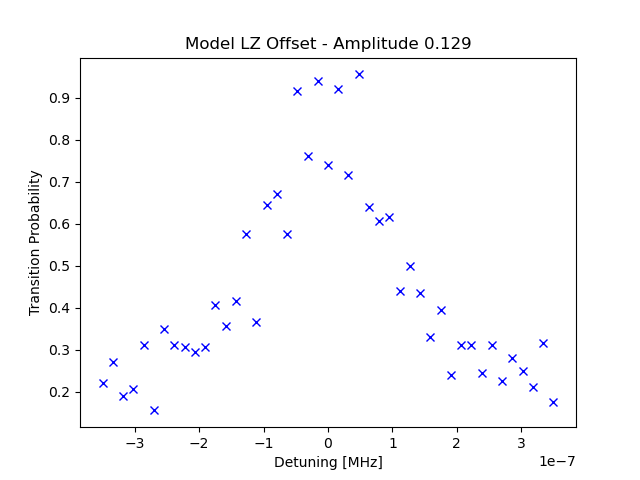 Model LZ Offset - Amplitude 0.129
Transition Probability
0.9
0.8
0.7
0.6
0.5
0.4
0.3
0.2
−3 −2 −1 0 1 2 3
1e−7
Detuning [MHz]